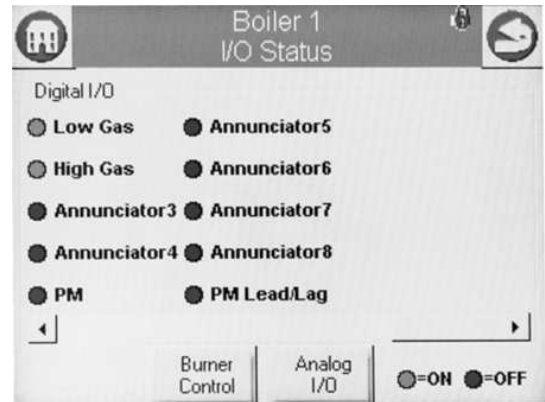 Boiler 1
I/O Status
Digital I/O
Low Gas
Annunciator5
High Gas
Annunciator6
Annunciator3
Annunciator7
Annunciator4
Annunciator8
PM
PM Lead/Lag
Burner
Control
Analog
I/O
=ON
=OFF